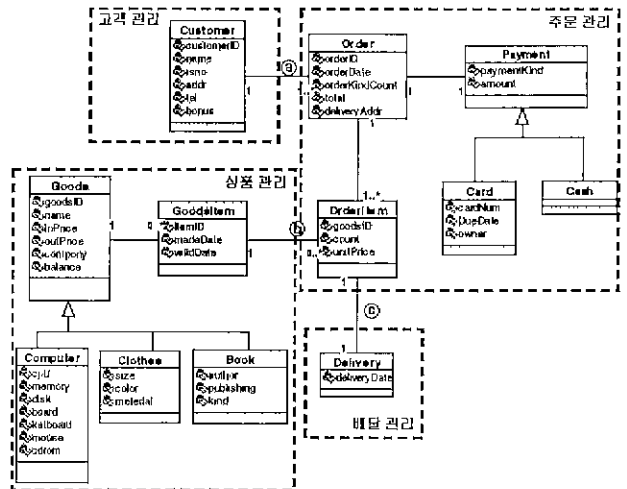 고객 관리
Customer
customerID
name
addr
tel
bonus
ⓐ
1
1..*
주문 관리
Order
orderID
orderDate
orderKindCount
total
deliveryAddr
1
1
1
Payment
paymentKind
amount
Card
cardNum
DueDate
owner
Cash
상품 관리
Goods
goodsID
name
inPrice
outPrice
balance
1
GoodsItem
itemID
madeDate
validDate
1
ⓑ
1..*
OrderItem
goodsID
count
unitPrice
1
ⓒ
Computer
cpu
memory
disk
board
mouse
cdrom
Clothes
size
color
Book
author
publishing
kind
1
Delivery
deliveryDate
배달 관리